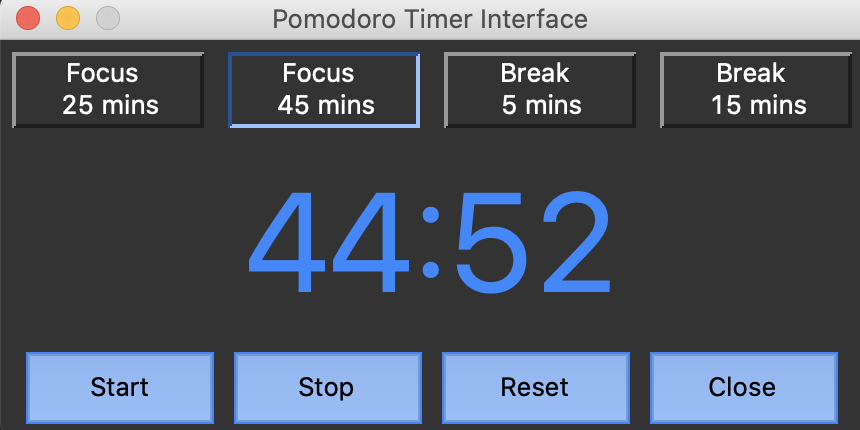 Pomodoro Timer Interface
Focus
25 mins
Focus
45 mins
Break
5 mins
Break
15 mins
44:52
Start
Stop
Reset
Close